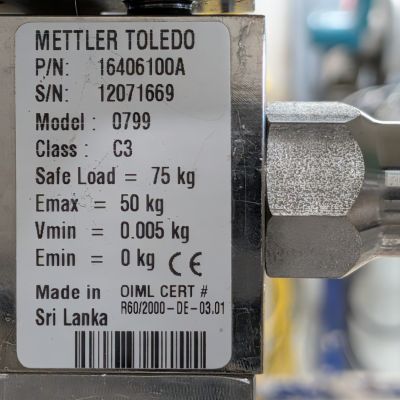 METTLER TOLEDO
P/N: 16406100A
S/N: 12071669
Model : 0799
Class : C3
Safe Load = 75 kg
Emax = 50 kg
Vmin = 0.005 kg
Emin = 0 kg CE
Made in OIML CERT #
Sri Lanka R60/2000-DE-03.01